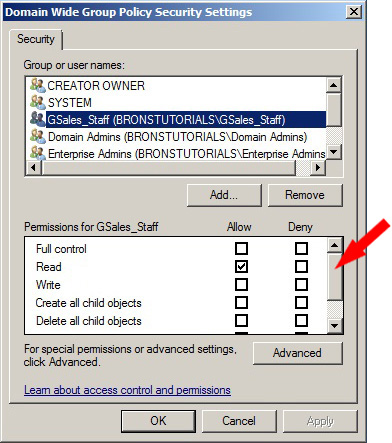 Domain Wide Group Policy Security Settings
Security
Group or user names:
CREATOR OWNER
SYSTEM
GSales_Staff (BRONSTUTORIALS\GSales_Staff)
Domain Admins (BRONSTUTORIALS\Domain Admins)
Enterprise Admins (BRONSTUTORIALS\Enterprise Admins
Add... Remove
Permissions for GSales_Staff Allow Deny
Full control
Read
Write
Create all child objects
Delete all child objects
For special permissions or advanced settings,
click Advanced.
Advanced
Learn about access control and permissions
OK Cancel Apply